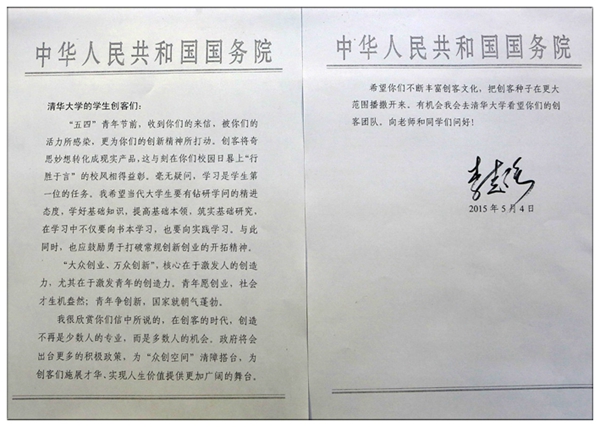 中华人民共和国国务院
清华大学的学生创客们：
“五四”青年节前，收到你们的来信，被你们的
活力所感染，更为你们的创新精神所打动。创客将奇
思妙想转化成现实产品，这与刻在你们校园日晷上“行
胜于言”的校风相得益彰。毫无疑问，学习是学生第
一位的任务。我希望当代大学生要有钻研学问的精进
态度，学好基础知识，提高基本领，筑实基础研究，
在学习中不仅要向书本学习，也要向实践学习。与此
同时，也应鼓励勇于打破常规创新创业的开拓精神。
“大众创业、万众创新”，核心在于激发人的创造
力，尤其在于激发青年的创造力。青年愿创业，社会
才生机盎然；青年争创新，国家就朝气蓬勃。
我很欣赏你们信中所说的，在创客的时代，创造
不再是少数人的专业，而是多数人的机会。政府将会
出台更多的积极政策，为“众创空间”清障搭台，为
创客们施展才华、实现人生价值提供更加广阔的舞台。
中华人民共和国国务院
希望你们不断丰富创客文化，把创客种子在更大
范围播撒开来。有机会我会去清华大学看望你们的创
客团队。向老师和同学们问好！
李克强
2015 年 5 月 4 日